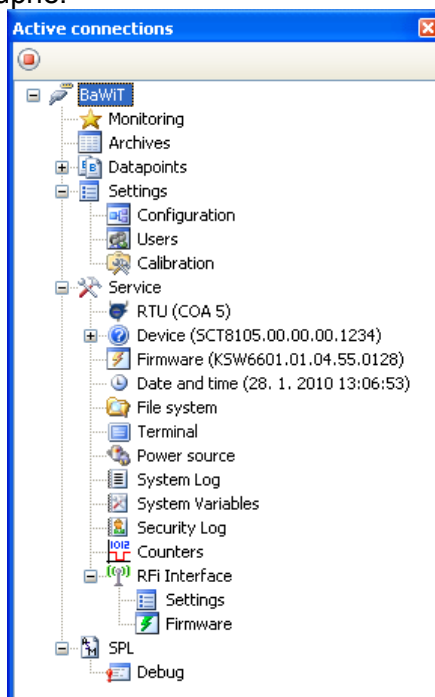 Active connections
BaWiT
Monitoring
Archives
Datapoints
Settings
Configuration
Users
Calibration
Service
RTU (COA 5)
Device (SCT8105.00.00.00.1234)
Firmware (KSW6601.01.04.55.0128)
Date and time (28. 1. 2010 13:06:53)
File system
Terminal
Power source
System Log
System Variables
Security Log
Counters
RFi Interface
Settings
Firmware
SPL
Debug